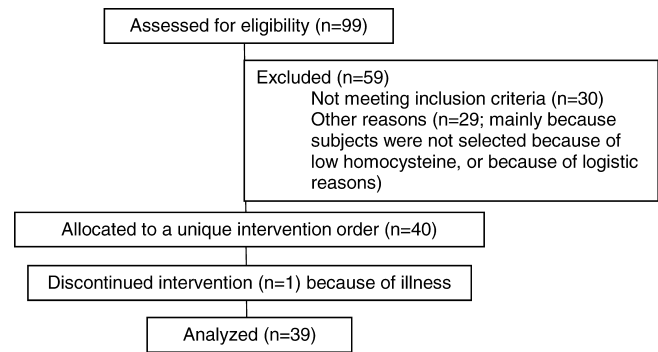 Assessed for eligibility (n=99)
Excluded (n=59)
Not meeting inclusion criteria (n=30)
Other reasons (n=29; mainly because
subjects were not selected because of
low homocysteine, or because of logistic
reasons)
Allocated to a unique intervention order (n=40)
Discontinued intervention (n=1) because of illness
Analyzed (n=39)